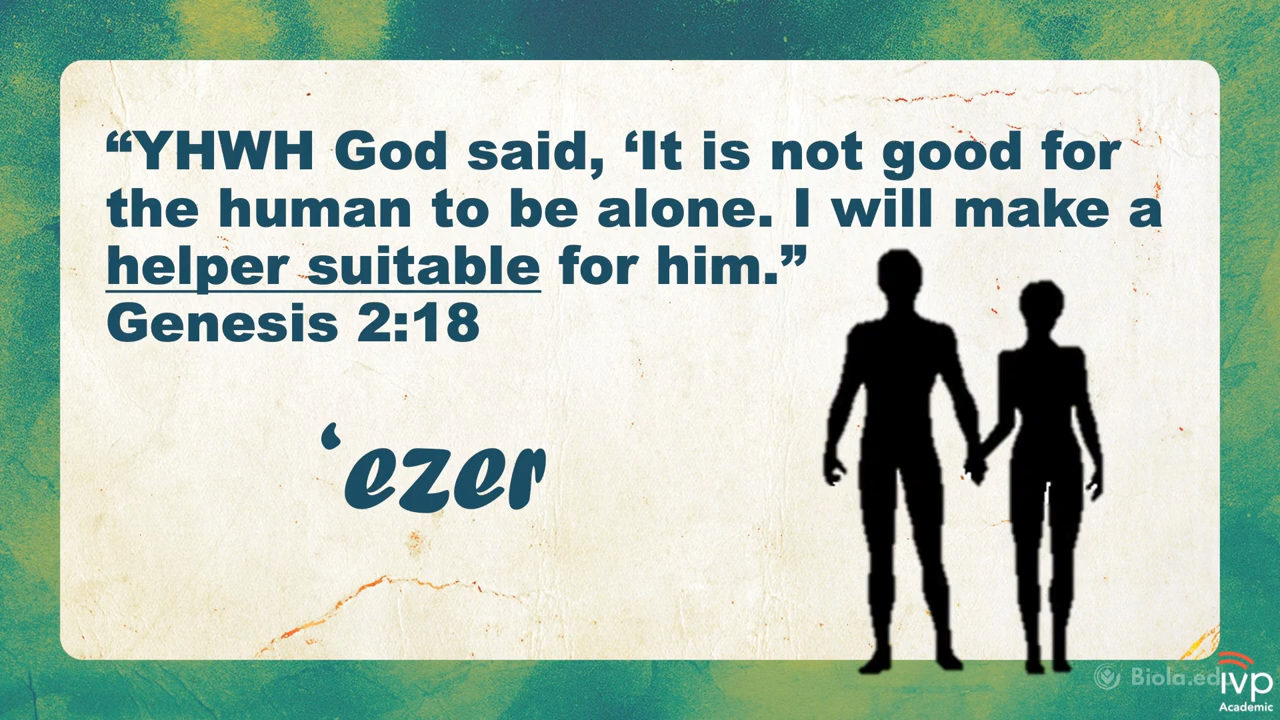 “YHWH God said, ‘It is not good for
the human to be alone. I will make a
helper suitable for him.”
Genesis 2:18
‘ezer
Biola.ed
ivp
Academic